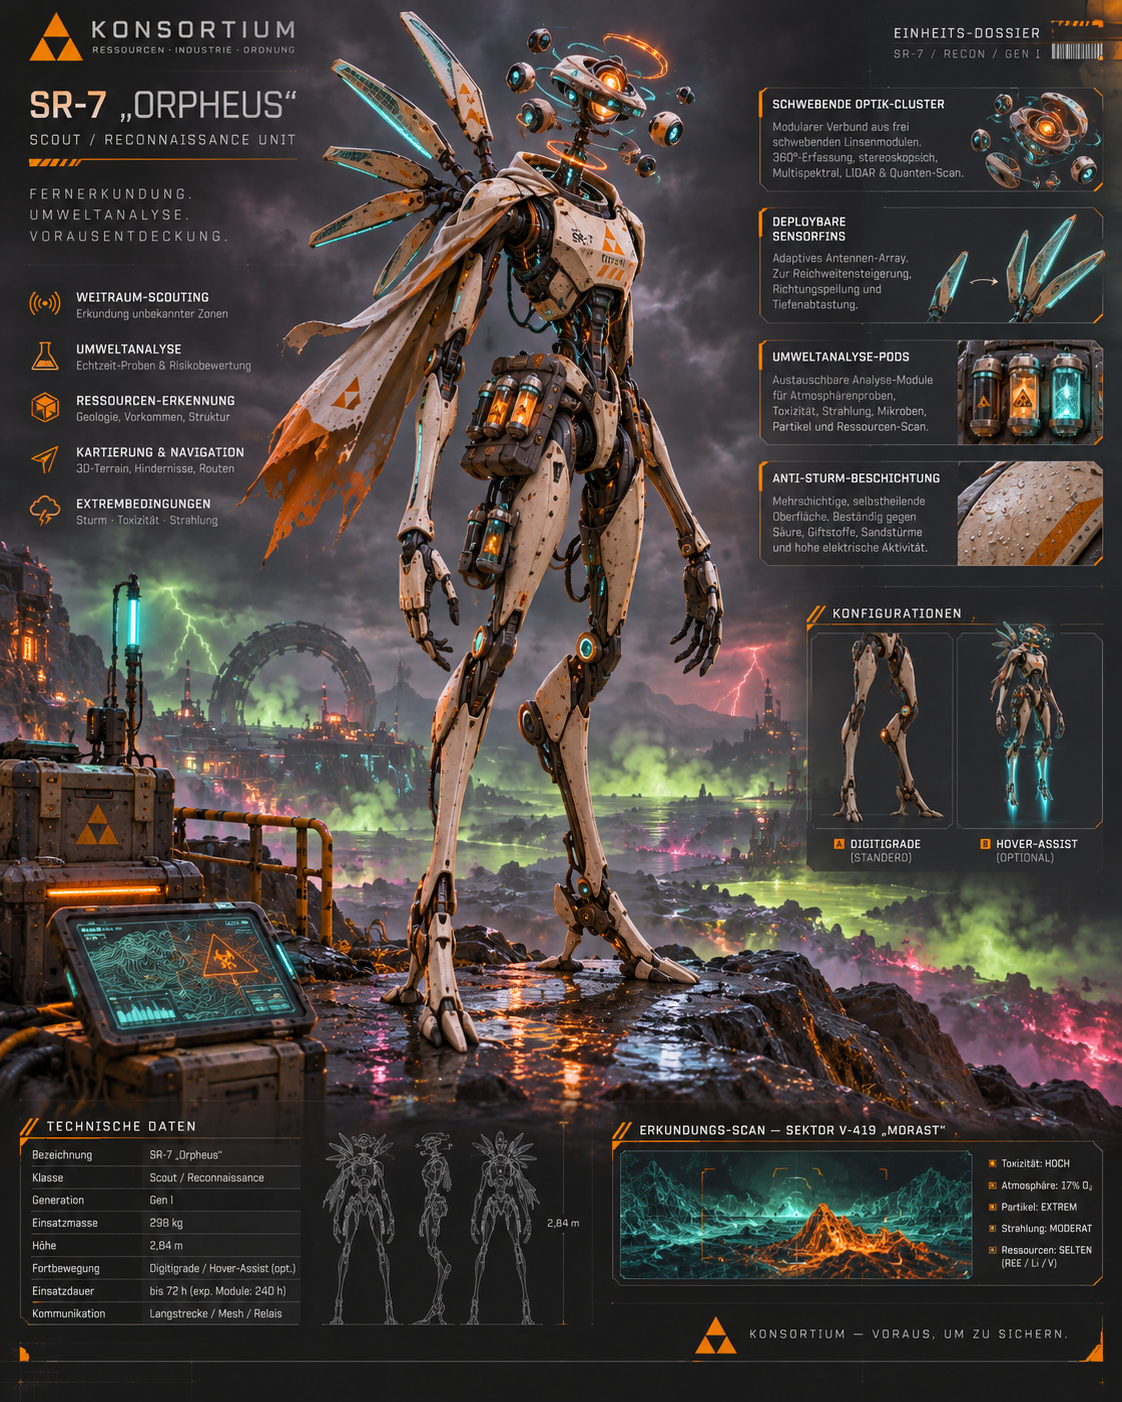 KONSORTIUM
RESSOURCEN · INDUSTRIE · ORDNUNG
SR-7 „ORPHEUS“
SCOUT / RECONNAISSANCE UNIT
FERNERKUNDUNG.
UMWELTANALYSE.
VORAUSENTDECKUNG.
WEITRAUM-SCOUTING
Erkundung unbekannter Zonen
UMWELTANALYSE
Echtzeit-Proben & Risikobewertung
RESSOURCEN-ERKENNUNG
Geologie, Vorkommen, Struktur
KARTIERUNG & NAVIGATION
3D-Terrain, Hindernisse, Routen
EXTREMBEDINGUNGEN
Sturm · Toxizität · Strahlung
EINHEITS-DOSSIER
SR-7 / RECON / GEN I
SCHWEBENDE OPTIK-CLUSTER
Modularer Verbund aus frei
schwebenden Linsenmodulen.
360°-Erfassung, stereoskopsich,
Multispektral, LIDAR & Quanten-Scan.
DEPLOYBARE
SENSORFINS
Adaptives Antennen-Array.
Zur Reichweitensteigerung,
Richtungspeilung und
Tiefenabtastung.
UMWELTANALYSE-PODS
Austauschbare Analyse-Module
für Atmosphärenproben,
Toxizität, Strahlung, Mikroben,
Partikel und Ressourcen-Scan.
ANTI-STURM-BESCHICHTUNG
Mehrschichtige, selbstheilende
Oberfläche. Beständig gegen
Säure, Giftstoffe, Sandstürme
und hohe elektrische Aktivität.
SR-7
KONFIGURATIONEN
A DIGITIGRADE
(STANDERD)
B HOVER-ASSIST
(OPTIONAL)
TECHNISCHE DATEN
Bezeichnung SR-7 „Orpheus“
Klasse Scout / Reconnaissance
Generation Gen I
Einsatzmasse 298 kg
Höhe 2,84 m
Fortbewegung Digitigrade / Hover-Assist (opt.)
Einsatzdauer bis 72 h (exp. Module: 240 h)
Kommunikation Langstrecke / Mesh / Relais
2,84 m
ERKUNDUNGS-SCAN — SEKTOR V-419 „MORAST“
Toxizität: HOCH
Atmosphäre: 17% O₂
Partikel: EXTREM
Strahlung: MODERAT
Ressourcen: SELTEN
(REE / Li / V)
KONSORTIUM — VORAUS, UM ZU SICHERN.